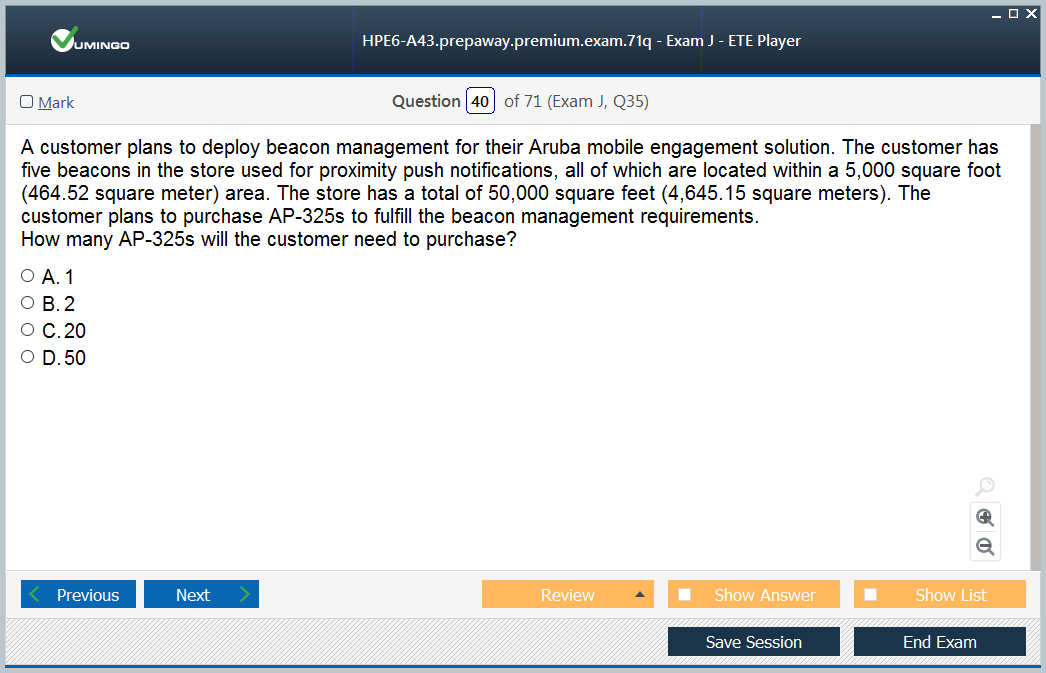 VUMINGO
HPE6-A43.prepaway.premium.exam.71q - Exam J - ETE Player
Mark
Question 40 of 71 (Exam J, Q35)
A customer plans to deploy beacon management for their Aruba mobile engagement solution. The customer has
five beacons in the store used for proximity push notifications, all of which are located within a 5,000 square foot
(464.52 square meter) area. The store has a total of 50,000 square feet (4,645.15 square meters). The
customer plans to purchase AP-325s to fulfill the beacon management requirements.
How many AP-325s will the customer need to purchase?
A. 1
B. 2
C. 20
D. 50
Previous Next Review Show Answer Show List
Save Session End Exam